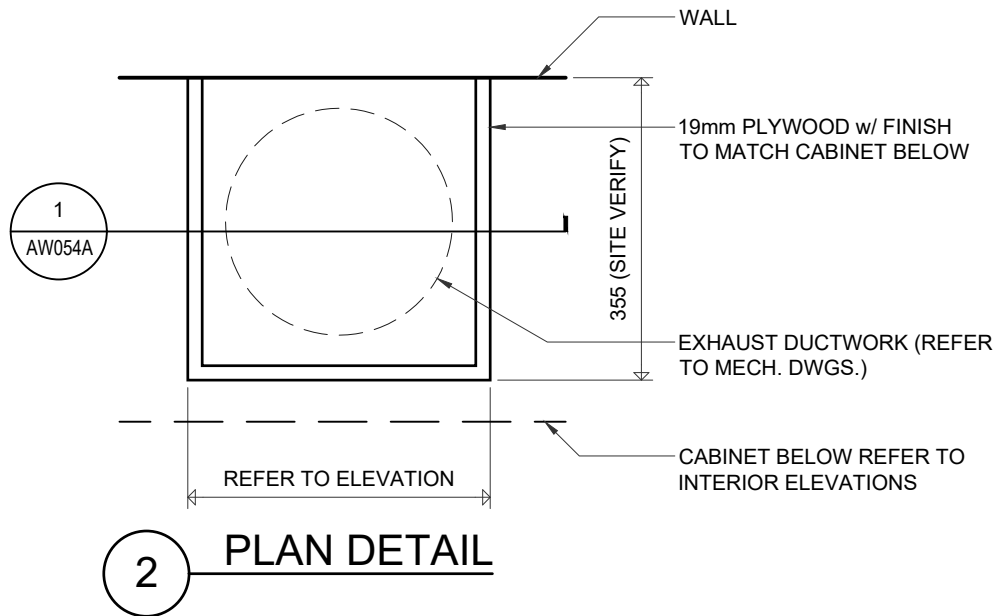 WALL
19mm PLYWOOD w/ FINISH
TO MATCH CABINET BELOW
355 (SITE VERIFY)
1
AW054A
EXHAUST DUCTWORK (REFER
TO MECH. DWGS.)
CABINET BELOW REFER TO
INTERIOR ELEVATIONS
REFER TO ELEVATION
2
PLAN DETAIL